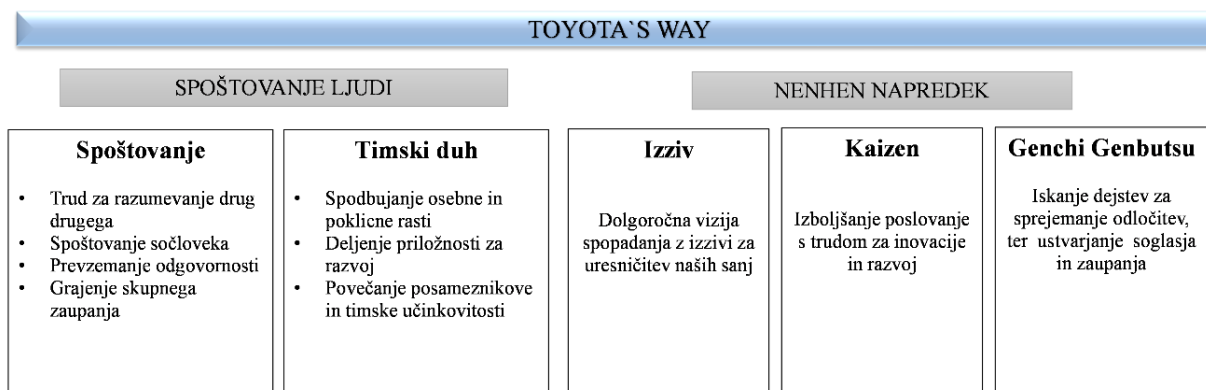 TOYOTA`S WAY
SPOŠTOVANJE LJUDI
NENHEN NAPREDEK
Spoštovanje
• Trud za razumevanje drug
drugega
• Spoštovanje sočloveka
• Prevzemanje odgovornosti
• Grajenje skupnega
zaupanja
Timski duh
• Spodbujanje osebne in
poklicne rasti
• Deljenje priložnosti za
razvoj
• Povečanje posameznikove
in timske učinkovitosti
Izziv
Dolgoročna vizija
spopadanja z izzivi za
uresničitev naših sanj
Kaizen
Izboljšanje poslovanje
s trudom za inovacije
in razvoj
Genchi Genbutsu
Iskanje dejstev za
sprejemanje odločitev,
ter ustvarjanje soglasja
in zaupanja